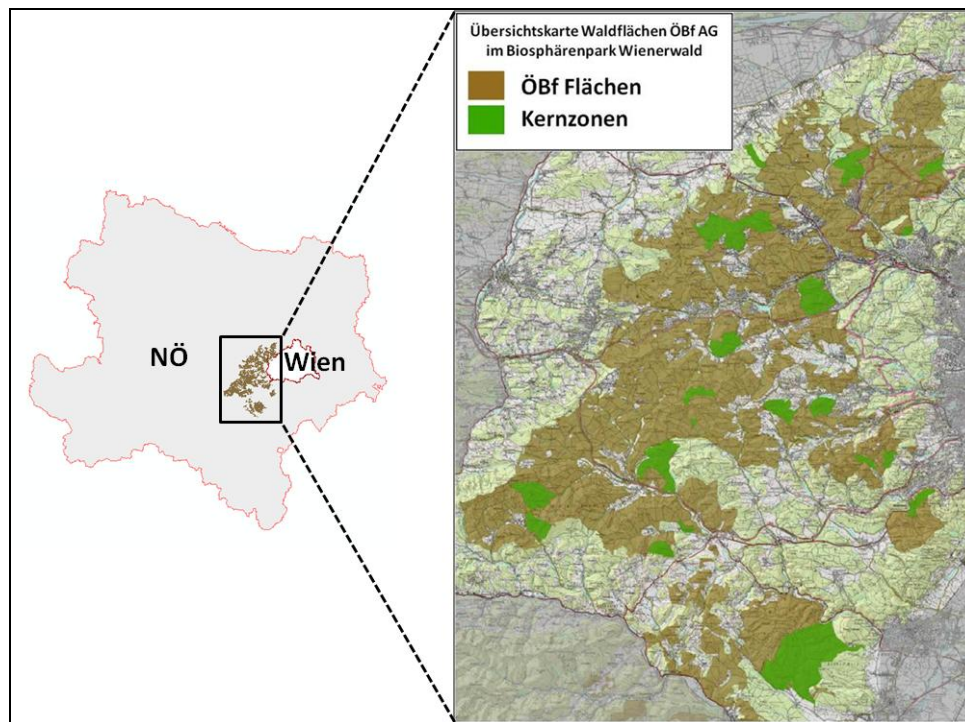 Übersichtskarte Waldflächen ÖBf AG
im Biosphärenpark Wienerwald
ÖBf Flächen
Kernzonen
NÖ
Wien